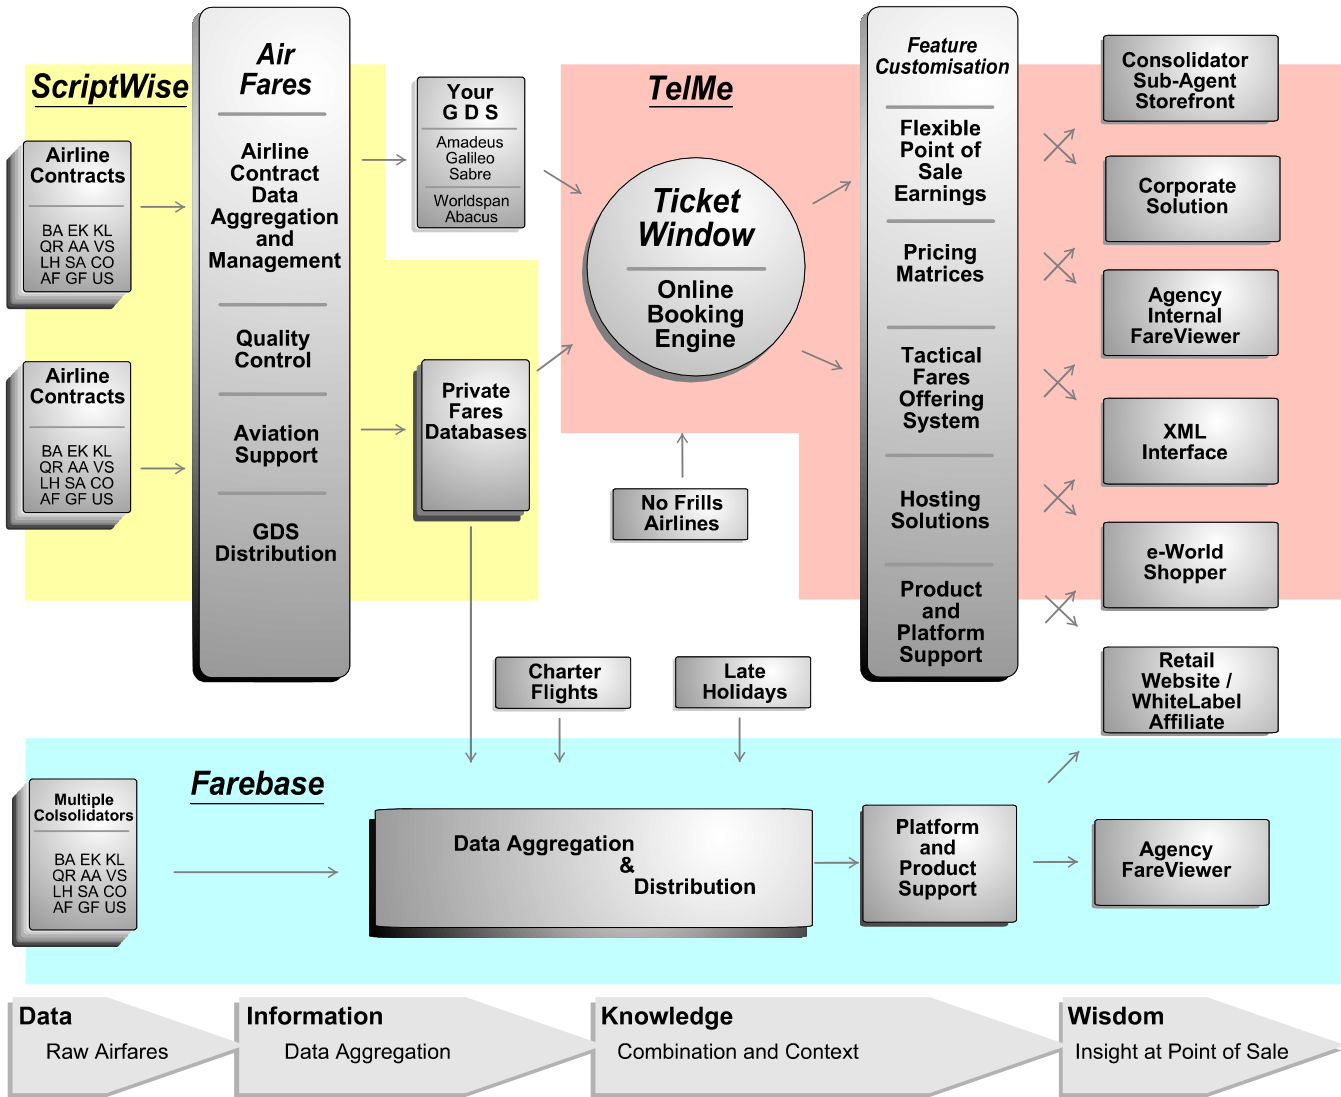 ScriptWise
Airline
Contracts
BA EK KL
QR AA VS
LH SA CO
AF GF US
Airline
Contracts
BA EK KL
QR AA VS
LH SA CO
AF GF US
Air
Fares
Airline
Contract
Data
Aggregation
and
Management
Quality
Control
Aviation
Support
GDS
Distribution
Your
G D S
Amadeus
Galileo
Sabre
Worldspan
Abacus
Private
Fares
Databases
TelMe
Ticket
Window
Online
Booking
Engine
No Frills
Airlines
Feature
Customisation
Flexible
Point of
Sale
Earnings
Pricing
Matrices
Tactical
Fares
Offering
System
Hosting
Solutions
Product
and
Platform
Support
Consolidator
Sub-Agent
Storefront
Corporate
Solution
Agency
Internal
FareViewer
XML
Interface
e-World
Shopper
Retail
Website /
WhiteLabel
Affiliate
Charter
Flights
Late
Holidays
Farebase
Multiple
Colsolidators
BA EK KL
QR AA VS
LH SA CO
AF GF US
Data Aggregation
&
Distribution
Platform
and
Product
Support
Agency
FareViewer
Data
Raw Airfares
Information
Data Aggregation
Knowledge
Combination and Context
Wisdom
Insight at Point of Sale